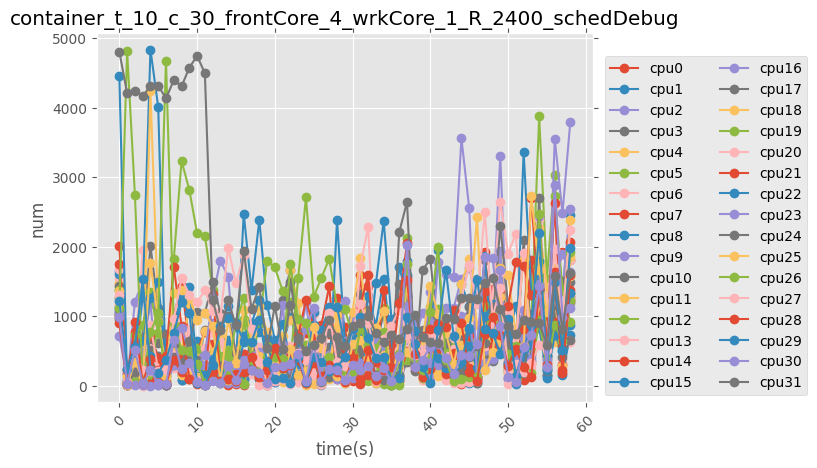 container_t_10_c_30_frontCore_4_wrkCore_1_R_2400_schedDebug
5000
4000
3000
2000
1000
0
num
0
10
20
30
40
50
60
time(s)
cpu0
cpu1
cpu2
cpu3
cpu4
cpu5
cpu6
cpu7
cpu8
cpu9
cpu10
cpu11
cpu12
cpu13
cpu14
cpu15
cpu16
cpu17
cpu18
cpu19
cpu20
cpu21
cpu22
cpu23
cpu24
cpu25
cpu26
cpu27
cpu28
cpu29
cpu30
cpu31